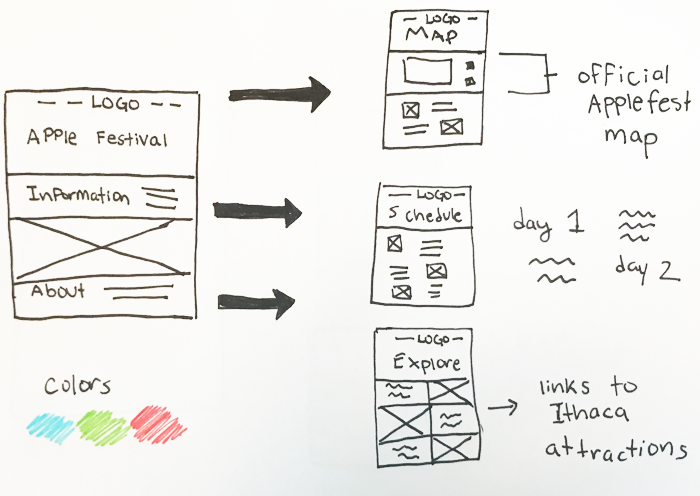 LOGO
APPle Festival
Information
About
colors
LOGO
MAP
official
Applefest
map
LOGO
Schedule
day 1
day 2
LOGO
Explore
links to
Ithaca
attractions